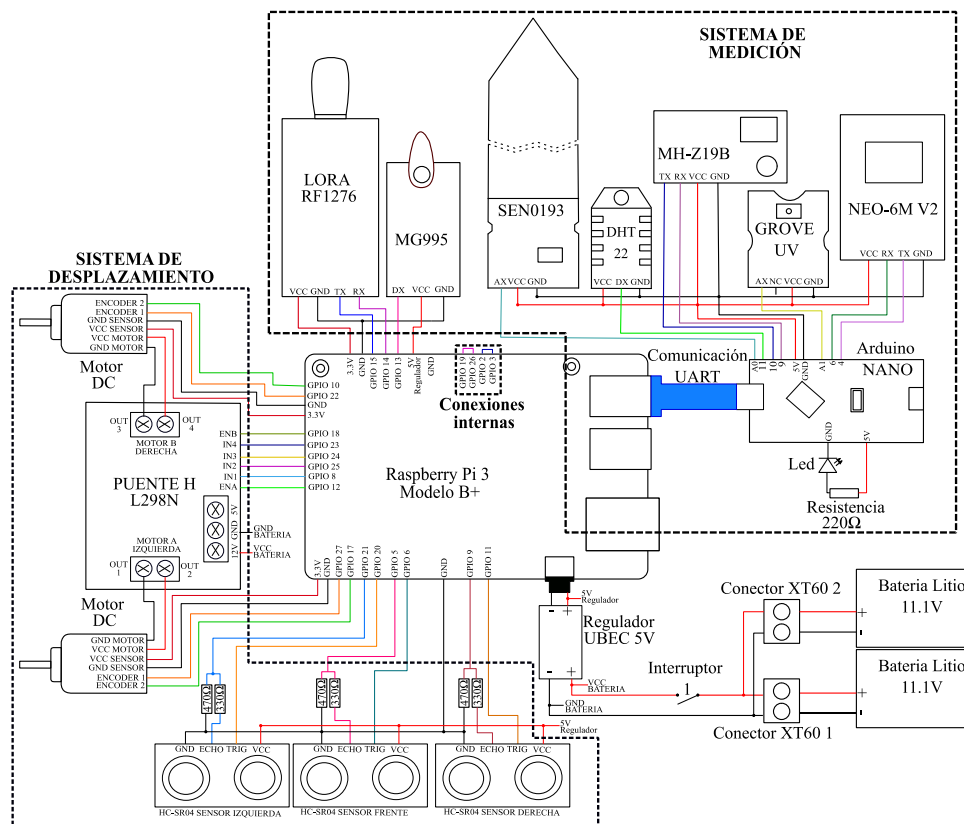 SISTEMA DE
MEDICIÓN
LORA
RF1276
VCC GND TX RX
MG995
DX VCC GND
SEN0193
AX VCC GND
DHT
22
VCC DX GND
MH-Z19B
TX RX VCC GND
GROVE
UV
AX NC VCC GND
NEO-6M V2
VCC RX TX GND
SISTEMA DE
DESPLAZAMIENTO
ENCODER 2
ENCODER 1
GND SENSOR
VCC SENSOR
VCC MOTOR
GND MOTOR
Motor
DC
3.3V
GND
GPIO 15
GPIO 14
GPIO 13
5V
Regulador
GND
GPIO 19
GPIO 26
GPIO 2
GPIO 3
Conexiones
internas
Comunicación
UART
A0
11
10
9
5V
GND
A1
6
4
Arduino
NANO
GND
5V
Led
Resistencia
220Ω
GPIO 10
GPIO 22
GND
3.3V
GPIO 18
GPIO 23
GPIO 24
GPIO 25
GPIO 8
GPIO 12
Raspberry Pi 3
Modelo B+
OUT
3
OUT
4
MOTOR B
DERECHA
ENB
IN4
IN3
IN2
IN1
ENA
PUENTE H
L298N
5V
GND
12V
GND
BATERIA
VCC
BATERIA
MOTOR A
IZQUIERDA
OUT
1
OUT
2
Motor
DC
GND MOTOR
VCC MOTOR
VCC SENSOR
GND SENSOR
ENCODER 1
ENCODER 2
3.3V
GND
GPIO 27
GPIO 17
GPIO 21
GPIO 20
GPIO 5
GPIO 6
GND
GPIO 9
GPIO 11
5V
Regulador
- +
Regulador
UBEC 5V
- +
VCC
BATERIA
GND
BATERIA
Interruptor
1
Conector XT60 2
Bateria Litio
11.1V
+
-
Bateria Litio
11.1V
+
-
Conector XT60 1
470Ω
330Ω
470Ω
330Ω
470Ω
330Ω
5V
Regulador
GND ECHO TRIG VCC
GND ECHO TRIG VCC
GND ECHO TRIG VCC
HC-SR04 SENSOR IZQUIERDA
HC-SR04 SENSOR FRENTE
HC-SR04 SENSOR DERECHA